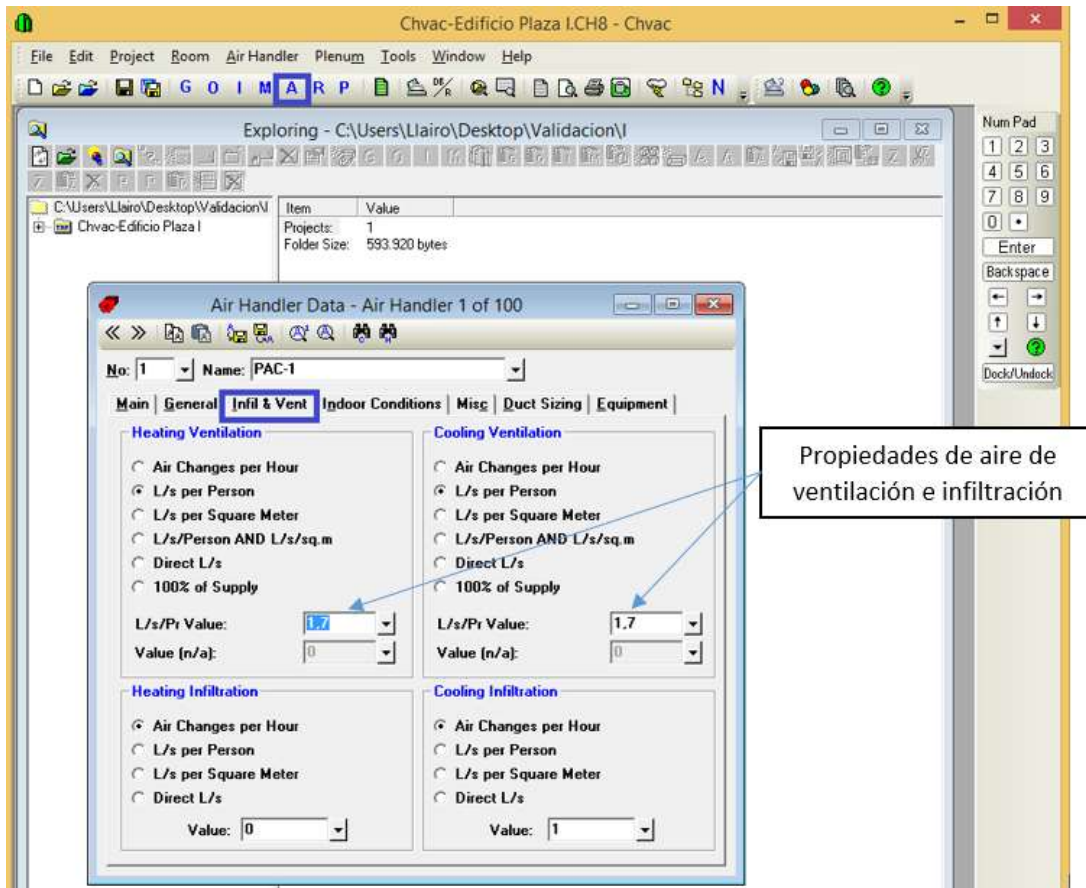 Chvac-Edificio Plaza I.CH8 - Chvac
File Edit Project Room Air Handler Plenum Tools Window Help
G O I M A R P N
Exploring - C:\Users\Llairo\Desktop\Validacion\I
C:\Users\Llairo\Desktop\Validacion\I
Chvac-Edificio Plaza I
Item Value
Projects: 1
Folder Size: 593.920 bytes
Num Pad
1 2 3
4 5 6
7 8 9
0 •
Enter
Backspace
Dock/Undock
Air Handler Data - Air Handler 1 of 100
No: 1 Name: PAC-1
Main General Infil & Vent Indoor Conditions Misc Duct Sizing Equipment
Heating Ventilation
Air Changes per Hour
L/s per Person
L/s per Square Meter
L/s/Person AND L/s/sq.m
Direct L/s
100% of Supply
L/s/Pr Value: 1.7
Value (n/a): 0
Cooling Ventilation
Air Changes per Hour
L/s per Person
L/s per Square Meter
L/s/Person AND L/s/sq.m
Direct L/s
100% of Supply
L/s/Pr Value: 1.7
Value (n/a): 0
Heating Infiltration
Air Changes per Hour
L/s per Person
L/s per Square Meter
Direct L/s
Value: 0
Cooling Infiltration
Air Changes per Hour
L/s per Person
L/s per Square Meter
Direct L/s
Value: 1
Propiedades de aire de
ventilación e infiltración